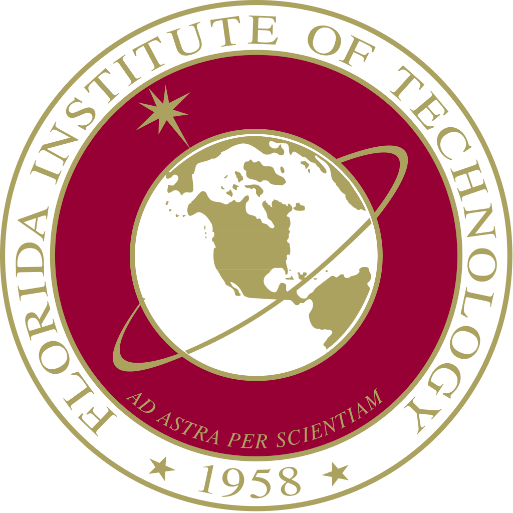 FLORIDA INSTITUTE OF TECHNOLOGY
AD ASTRA PER SCIENTIAM
1958